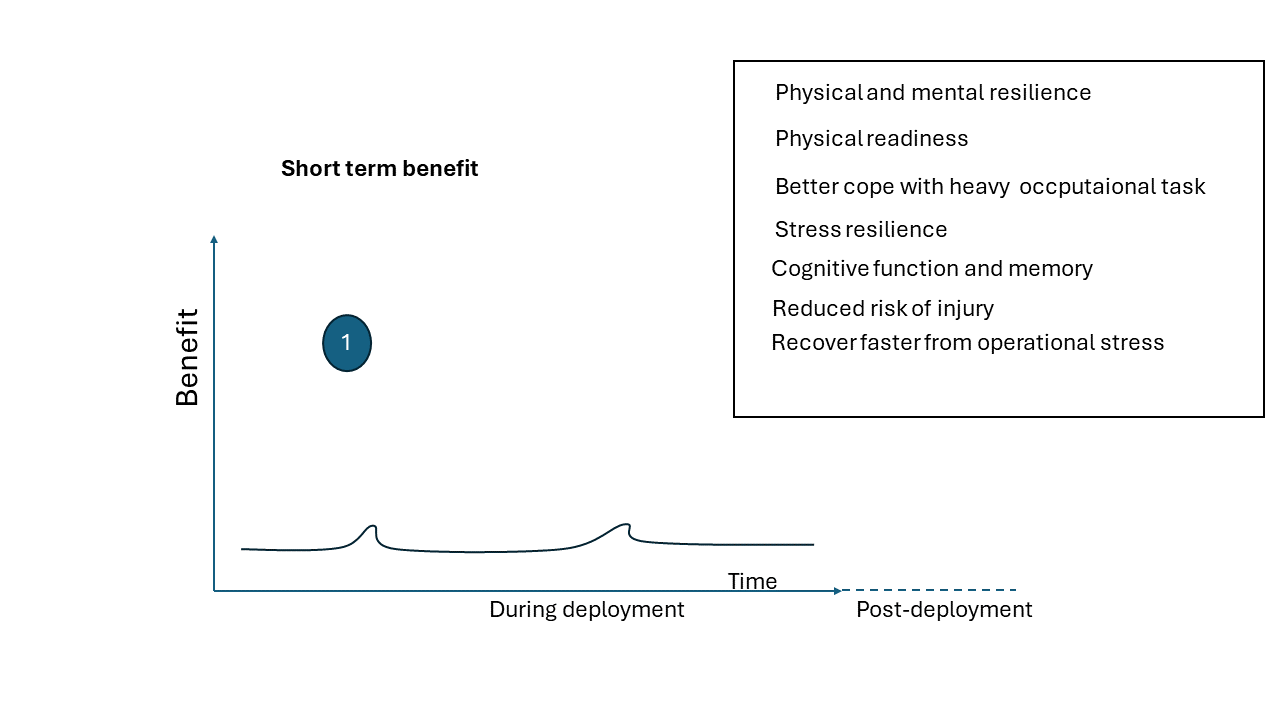 Physical and mental resilience
Physical readiness
Short term benefit
Better cope with heavy  occputaional task
Stress resilience
Cognitive function and memory
Reduced risk of injury
Recover faster from operational stress
Benefit
1
Time
During deployment
Post-deployment